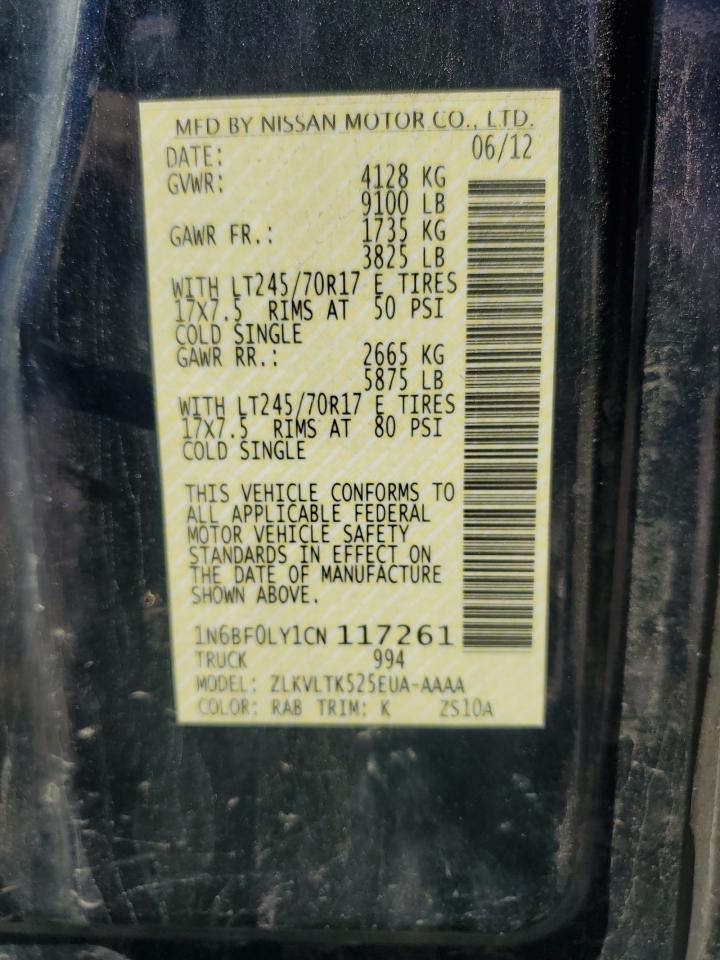 MFD BY NISSAN MOTOR CO., LTD.
DATE: 06/12
GVWR: 4128 KG
9100 LB
GAWR FR.: 1735 KG
3825 LB
WITH LT245/70R17 E TIRES
17X7.5 RIMS AT 50 PSI
COLD SINGLE
GAWR RR.: 2665 KG
5875 LB
WITH LT245/70R17 E TIRES
17X7.5 RIMS AT 80 PSI
COLD SINGLE
THIS VEHICLE CONFORMS TO
ALL APPLICABLE FEDERAL
MOTOR VEHICLE SAFETY
STANDARDS IN EFFECT ON
THE DATE OF MANUFACTURE
SHOWN ABOVE.
1N6BF0LY1CN 117261
TRUCK 994
MODEL: ZLKVLTK525EUA-AAAA
COLOR: RAB TRIM: K ZS10A